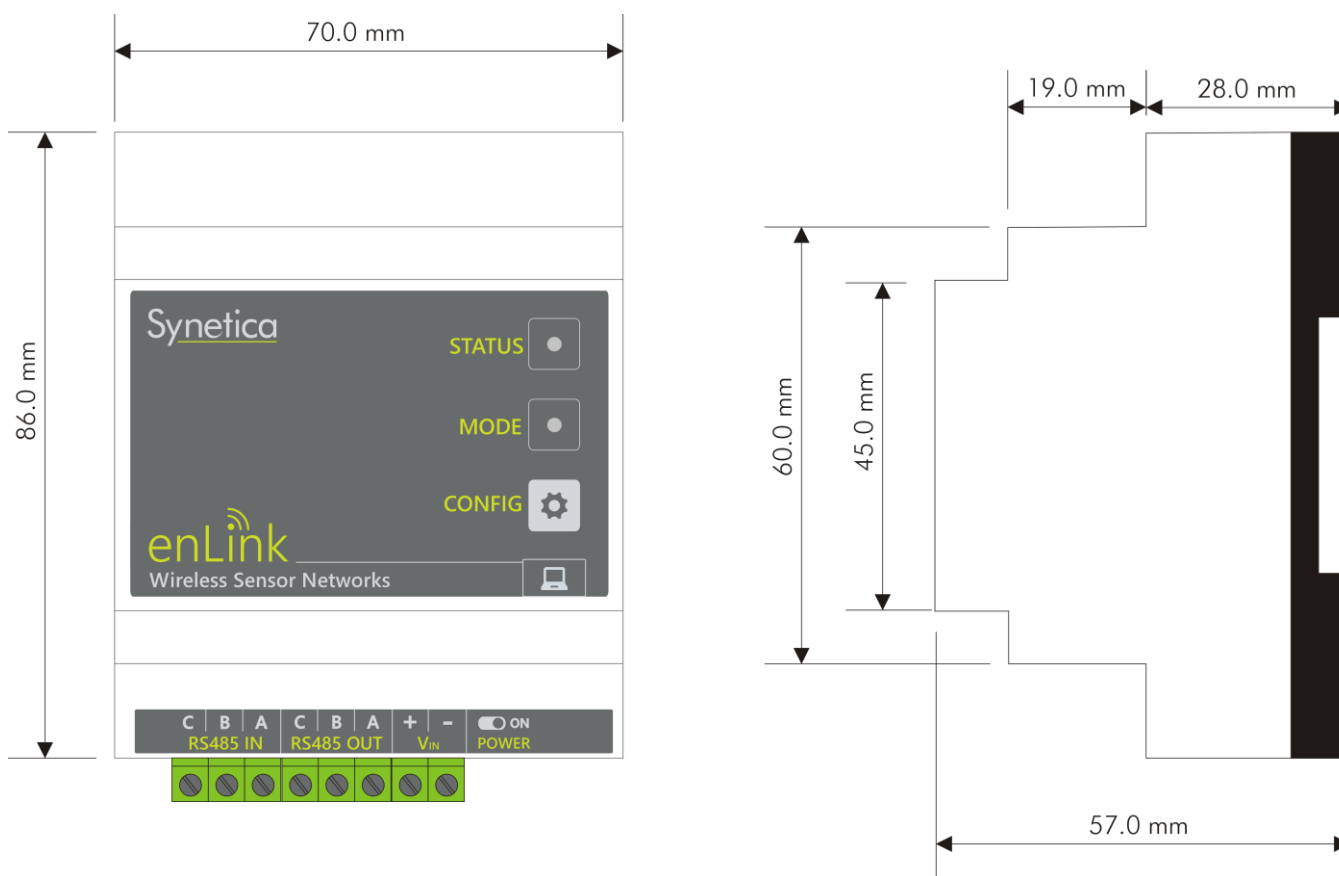 70.0 mm
19.0 mm
28.0 mm
86.0 mm
Synetica
STATUS
MODE
CONFIG
enLink
Wireless Sensor Networks
60.0 mm
45.0 mm
C B A C B A + - ON
RS485 IN RS485 OUT VIN POWER
57.0 mm